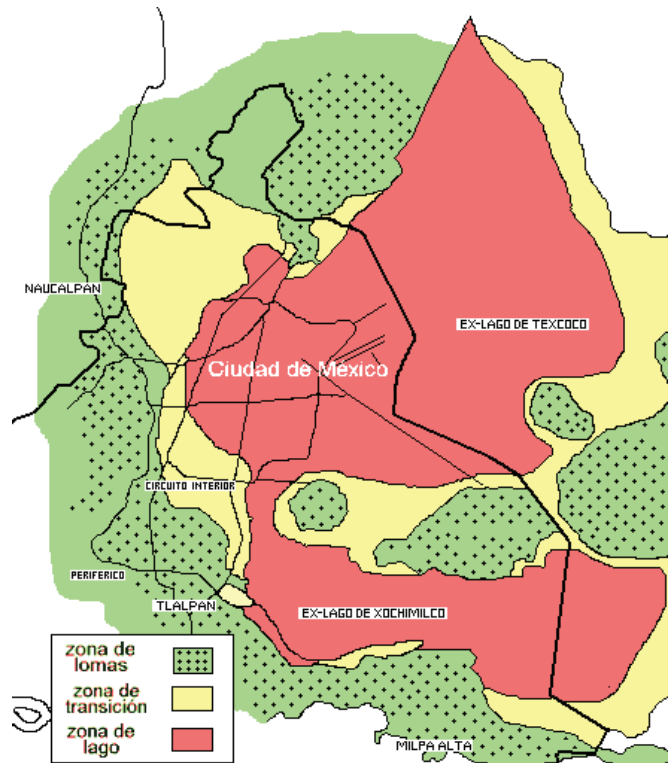 NAUCALPAN
EX-LAGO DE TEXCOCO
Ciudad de México
CIRCUITO INTERIOR
PERIFERICO
TLALPAN
EX-LAGO DE XOCHIMILCO
zona de
lomas
zona de
transición
zona de
lago
MILPA ALTA